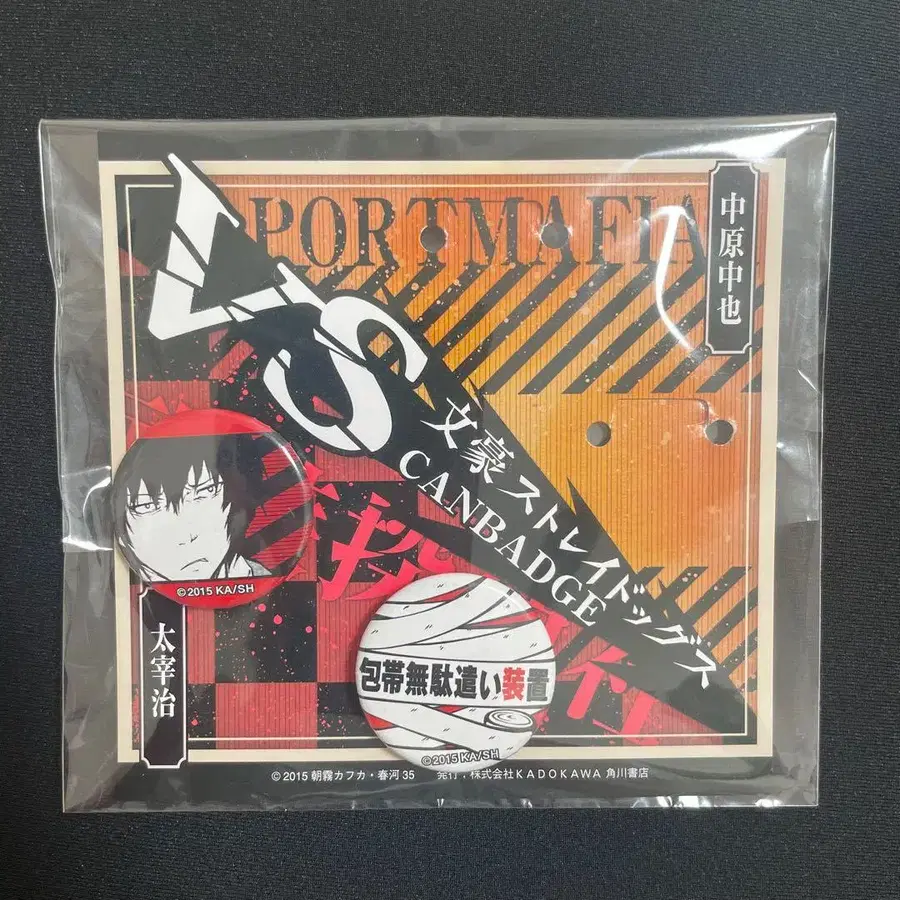 PORTMAFIA
中原中也
VS
文豪ストレイドッグス
CANBADGE
©2015 KA/SH
太宰治
包帯無駄遣い装置
©2015 KA/SH
© 2015 朝霧カフカ・春河 35 発行：株式会社KADOKAWA 角川書店